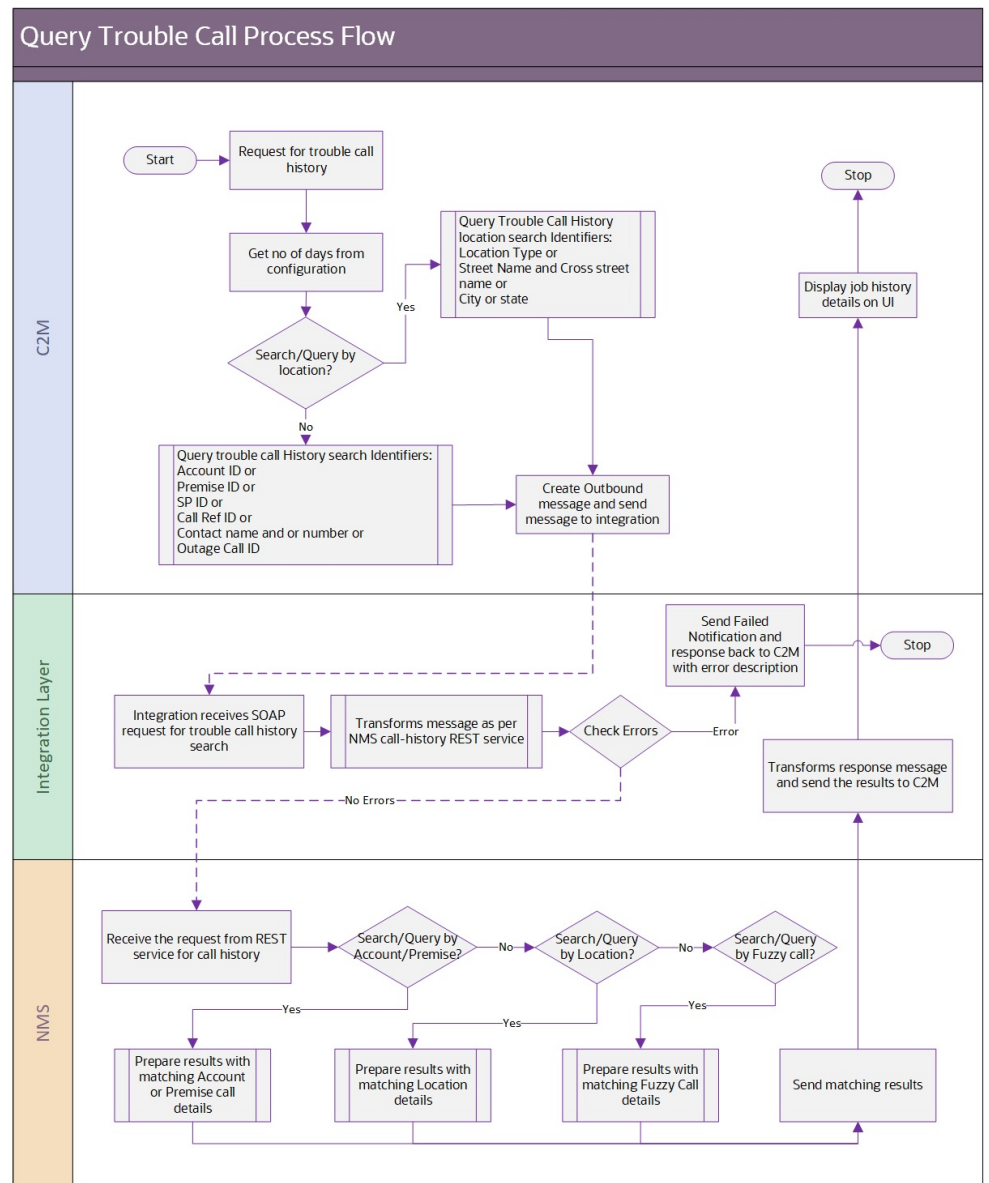 Query Trouble Call Process Flow
C2M
Start
Request for trouble call
history
Get no of days from
configuration
Search/Query by
location?
Yes
No
Query Trouble Call History
location search Identifiers:
Location Type or
Street Name and Cross street
name or
City or state
Query trouble call History search Identifiers:
Account ID or
Premise ID or
SP ID or
Call Ref ID or
Contact name and or number or
Outage Call ID
Create Outbound
message and send
message to integration
Stop
Display job history
details on UI
Integration Layer
Integration receives SOAP
request for trouble call history
search
Transforms message as per
NMS call-history REST service
Check Errors
Error
No Errors
Send Failed
Notification and
response back to C2M
with error description
Stop
Transforms response message
and send the results to C2M
NMS
Receive the request from REST
service for call history
Search/Query by
Account/Premise?
No
Search/Query
by Location?
No
Search/Query
by Fuzzy call?
Yes
Yes
Yes
Prepare results with
matching Account
or Premise call
details
Prepare results with
matching Location
details
Prepare results with
matching Fuzzy Call
details
Send matching results